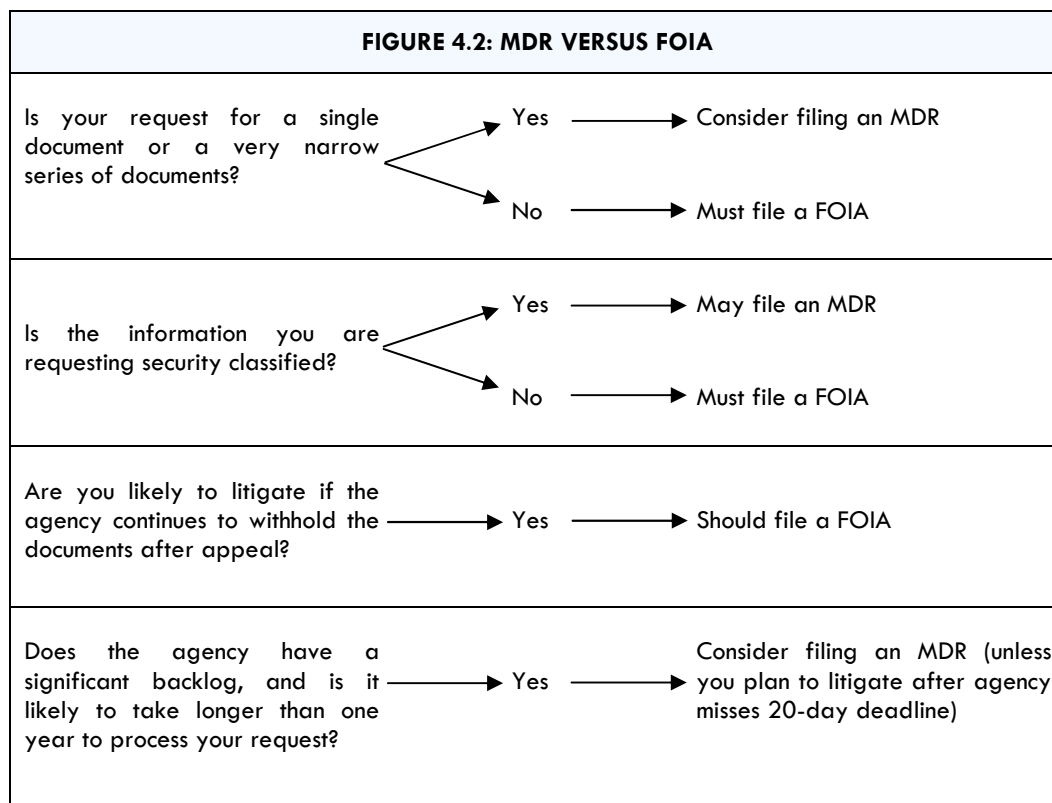 FIGURE 4.2: MDR VERSUS FOIA
Is your request for a single
document or a very narrow
series of documents?
Yes
Consider filing an MDR
No
Must file a FOIA
Is the information you are
requesting security classified?
Yes
May file an MDR
No
Must file a FOIA
Are you likely to litigate if the
agency continues to withhold the
documents after appeal?
Yes
Should file a FOIA
Does the agency have a
significant backlog, and is it
likely to take longer than one
year to process your request?
Yes
Consider filing an MDR (unless
you plan to litigate after agency
misses 20-day deadline)